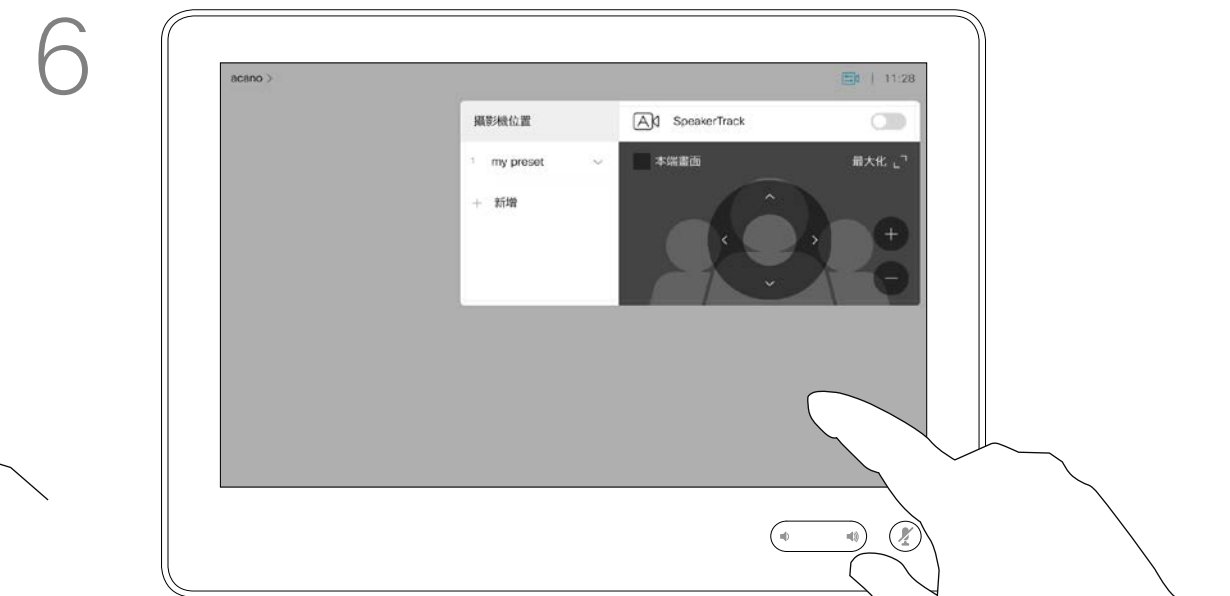 6
acano >
11:28
攝影機位置
SpeakerTrack
1 my preset
本端畫面
最大化
+ 新增